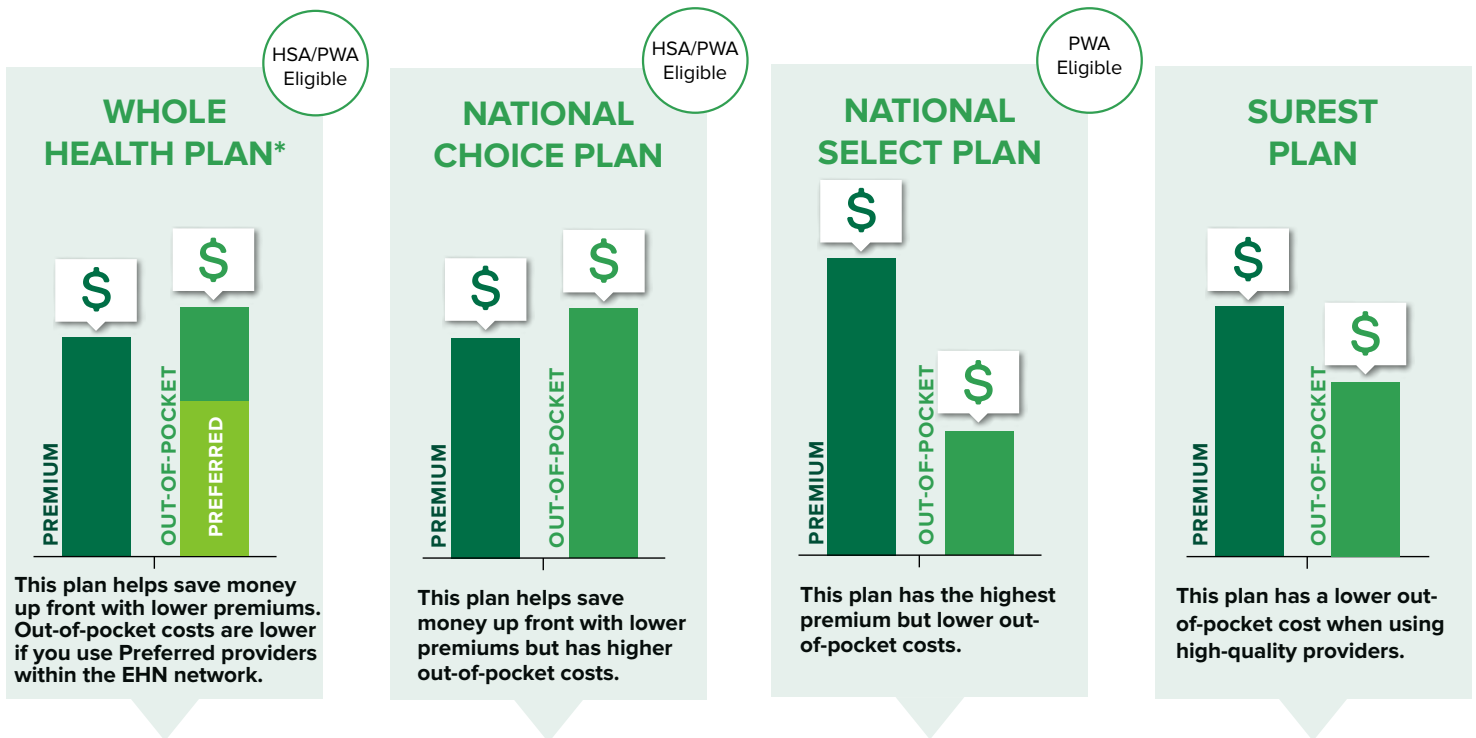 HSA/PWA
Eligible
WHOLE
HEALTH PLAN*
$
$
PREMIUM
OUT-OF-POCKET
PREFERRED
This plan helps save money
up front with lower premiums.
Out-of-pocket costs are lower
if you use Preferred providers
within the EHN network.
HSA/PWA
Eligible
NATIONAL
CHOICE PLAN
$
$
PREMIUM
OUT-OF-POCKET
This plan helps save
money up front with lower
premiums but has higher
out-of-pocket costs.
PWA
Eligible
NATIONAL
SELECT PLAN
$
$
PREMIUM
OUT-OF-POCKET
This plan has the highest
premium but lower out-
of-pocket costs.
SUREST
PLAN
$
$
PREMIUM
OUT-OF-POCKET
This plan has a lower out-
of-pocket cost when using
high-quality providers.